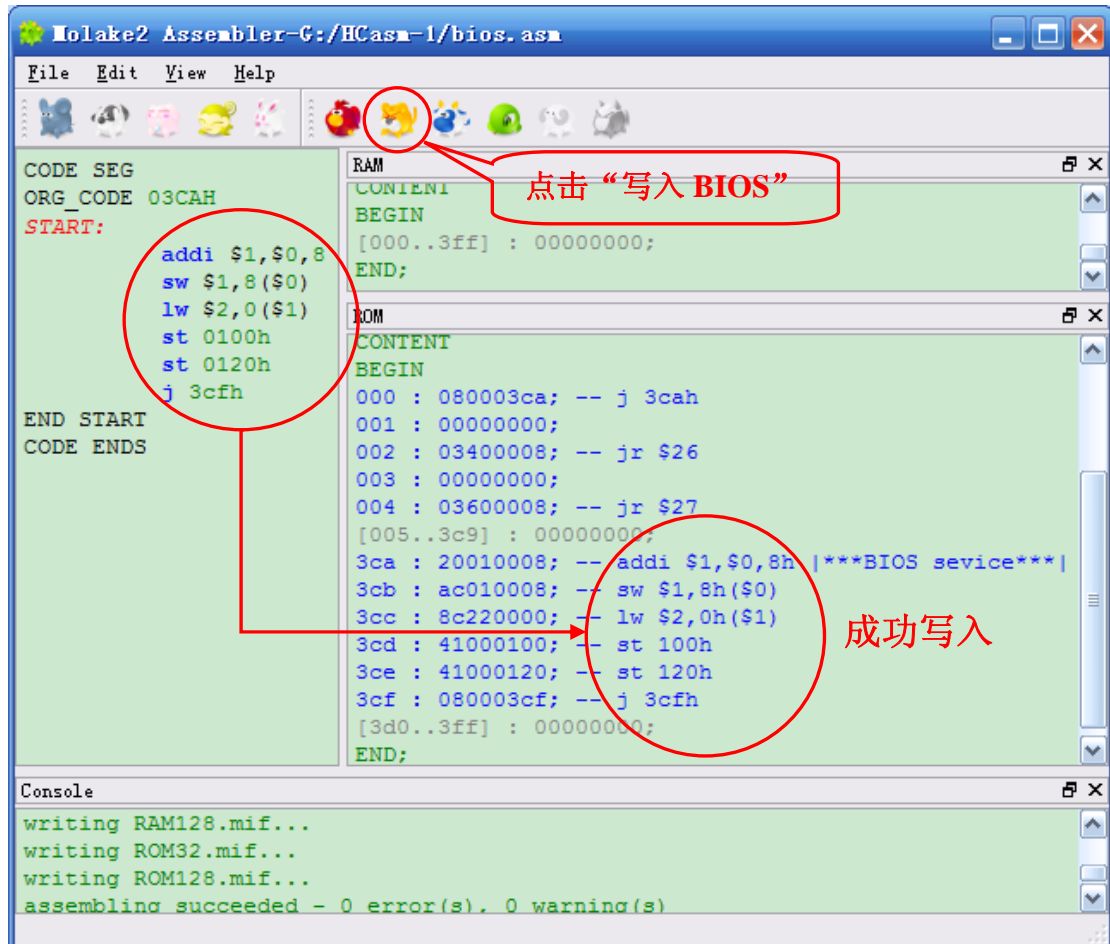 Molake2 Assembler-G:/HCasm-1/bios.asm
File Edit View Help
CODE SEG
ORG_CODE 03CAH
START:
addi $1,$0,8
sw $1,8($0)
lw $2,0($1)
st 0100h
st 0120h
j 3cfh
END START
CODE ENDS
点击“写入 BIOS”
RAM
CONTENT
BEGIN
[000..3ff] : 00000000;
END;
ROM
CONTENT
BEGIN
000 : 080003ca; -- j 3cah
001 : 00000000;
002 : 03400008; -- jr $26
003 : 00000000;
004 : 03600008; -- jr $27
[005..3c9] : 00000000;
3ca : 20010008; -- addi $1,$0,8h |***BIOS sevice***|
3cb : ac010008; -- sw $1,8h($0)
3cc : 8c220000; -- lw $2,0h($1)
3cd : 41000100; -- st 100h
3ce : 41000120; -- st 120h
3cf : 080003cf; -- j 3cfh
[3d0..3ff] : 00000000;
END;
成功写入
Console
writing RAM128.mif...
writing ROM32.mif...
writing ROM128.mif...
assembling succeeded - 0 error(s), 0 warning(s)